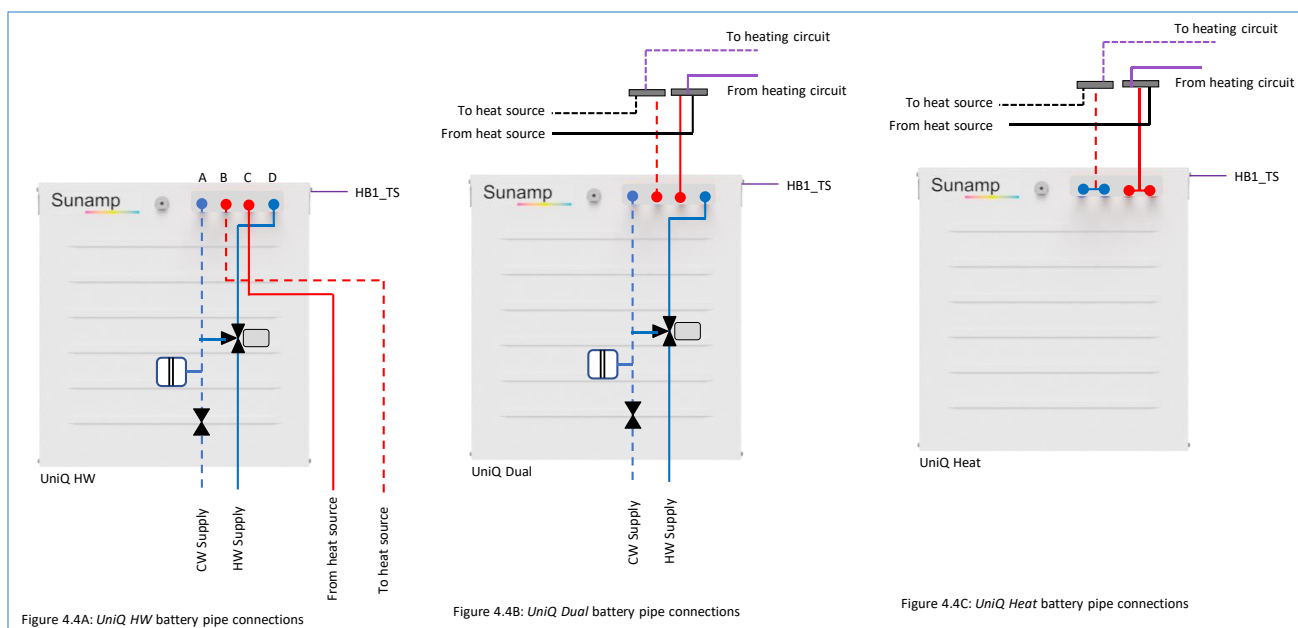 A B C D
Sunamp
HB1_TS
UniQ HW
CW Supply
HW Supply
From heat source
To heat source
Figure 4.4A: UniQ HW battery pipe connections
To heating circuit
From heating circuit
To heat source
From heat source
Sunamp
HB1_TS
UniQ Dual
CW Supply
HW Supply
Figure 4.4B: UniQ Dual battery pipe connections
To heating circuit
From heating circuit
To heat source
From heat source
Sunamp
HB1_TS
UniQ Heat
Figure 4.4C: UniQ Heat battery pipe connections